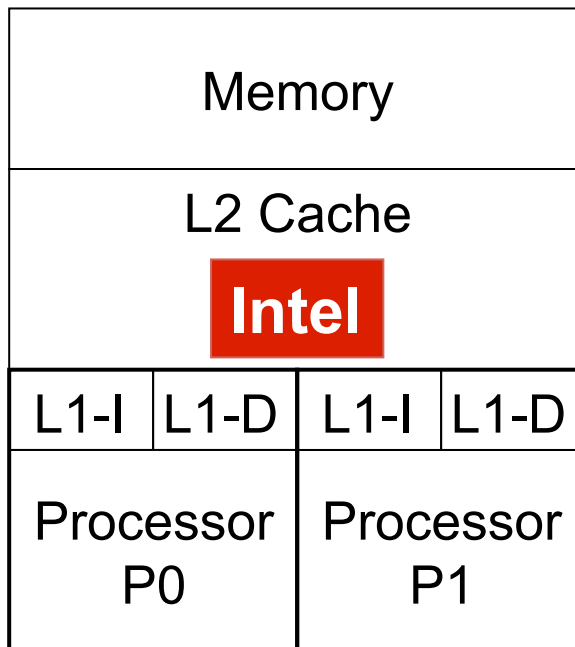 Memory
L2 Cache
Intel
L1-I L1-D L1-I L1-D
Processor Processor
P0 P1